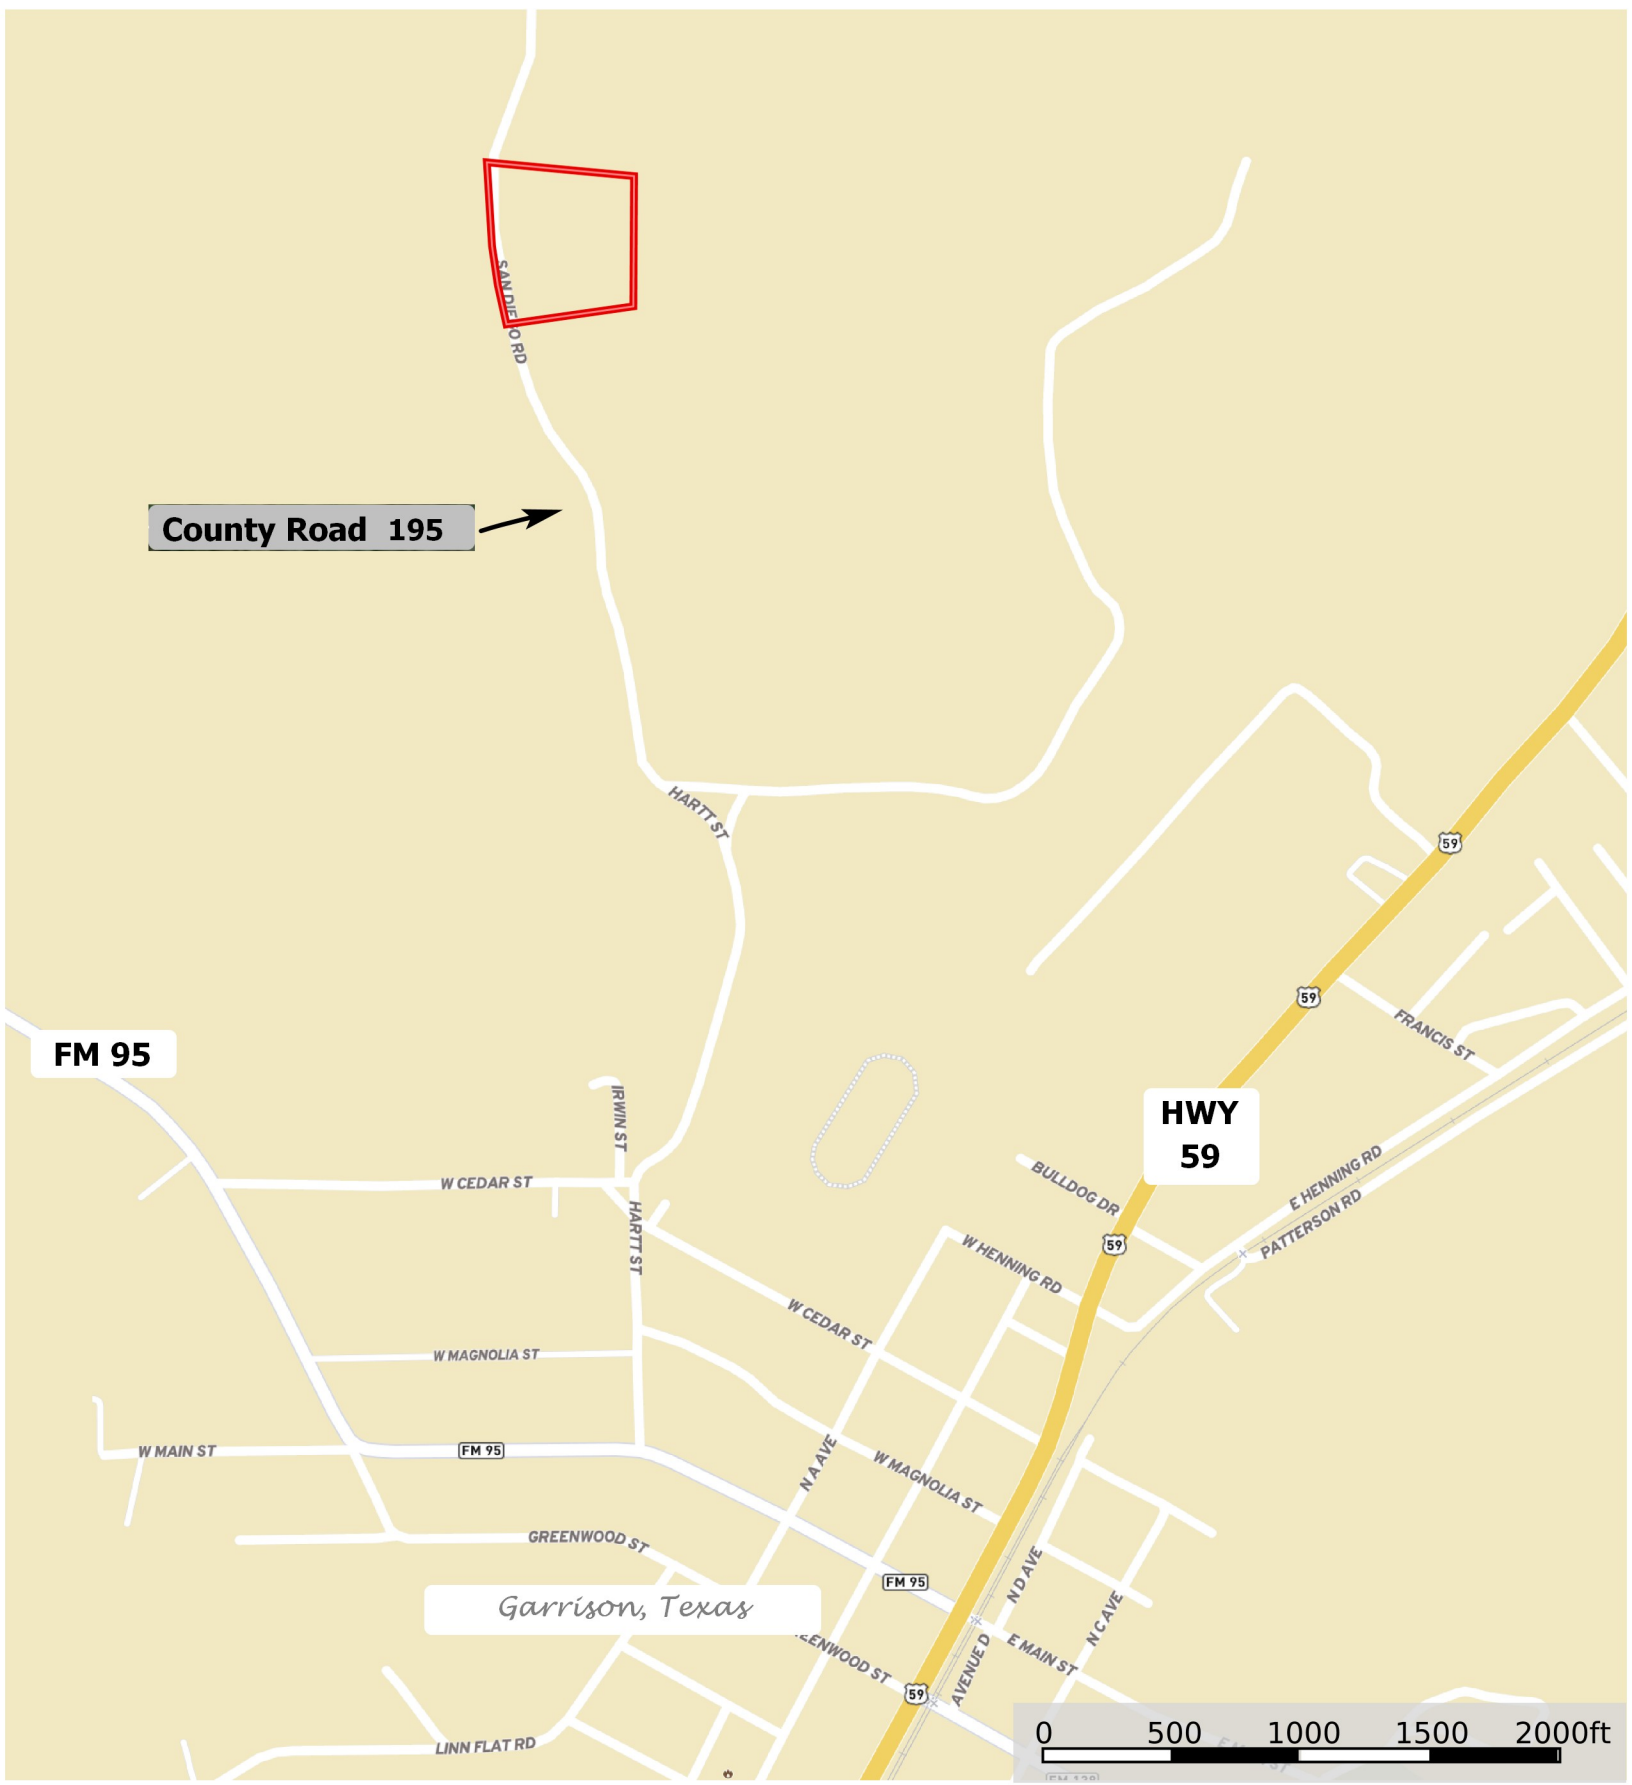 SAN DIEGO RD
County Road 195
HARTT ST
59
59
FM 95
FRANCIS ST
IRWIN ST
HWY
59
W CEDAR ST
BULLDOG DR
E HENNING RD
PATTERSON RD
HARTT ST
59
W HENNING RD
W CEDAR ST
W MAGNOLIA ST
N A AVE
W MAIN ST
FM 95
W MAGNOLIA ST
GREENWOOD ST
FM 95
N D AVE
N C AVE
Garrison, Texas
EENWOOD ST
E MAIN ST
AVENUE D
59
LINN FLAT RD
0 500 1000 1500 2000ft